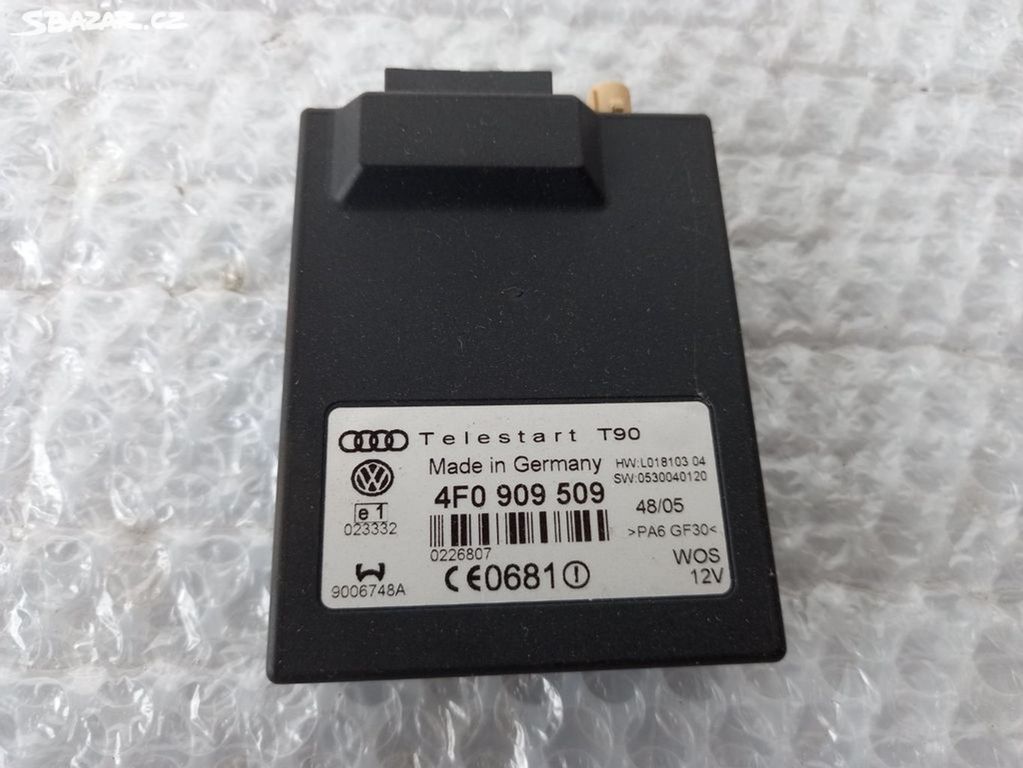 SBAZAR.CZ
Telestart T90
Made in Germany
HW:L018103 04
SW:0530040120
4F0 909 509
e1
023332
48/05
>PA6 GF30<
0226807
WOS
12V
CE0681
9006748A